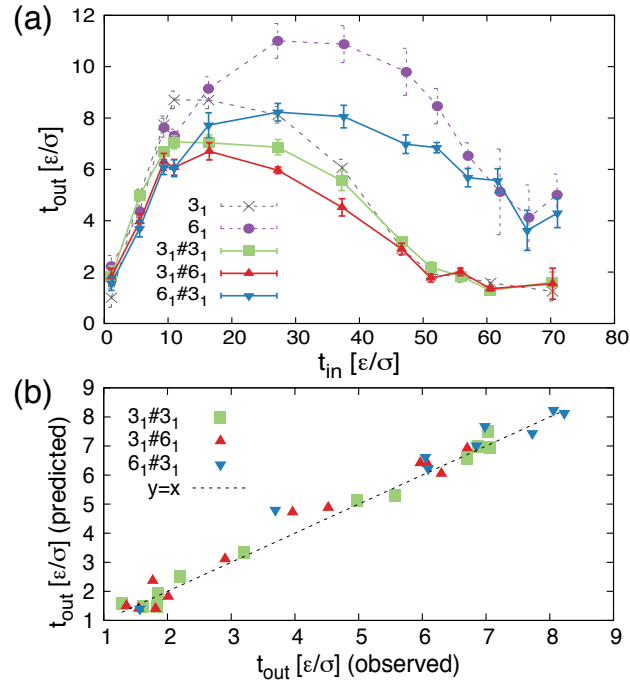 (a)
12
10
8
6
4
2
0
t_out [ε/σ]
3_1
6_1
3_1#3_1
3_1#6_1
6_1#3_1
0 10 20 30 40 50 60 70 80
t_in [ε/σ]
(b)
9
8
7
6
5
4
3
2
1
t_out [ε/σ] (predicted)
3_1#3_1
3_1#6_1
6_1#3_1
y=x
1 2 3 4 5 6 7 8 9
t_out [ε/σ] (observed)